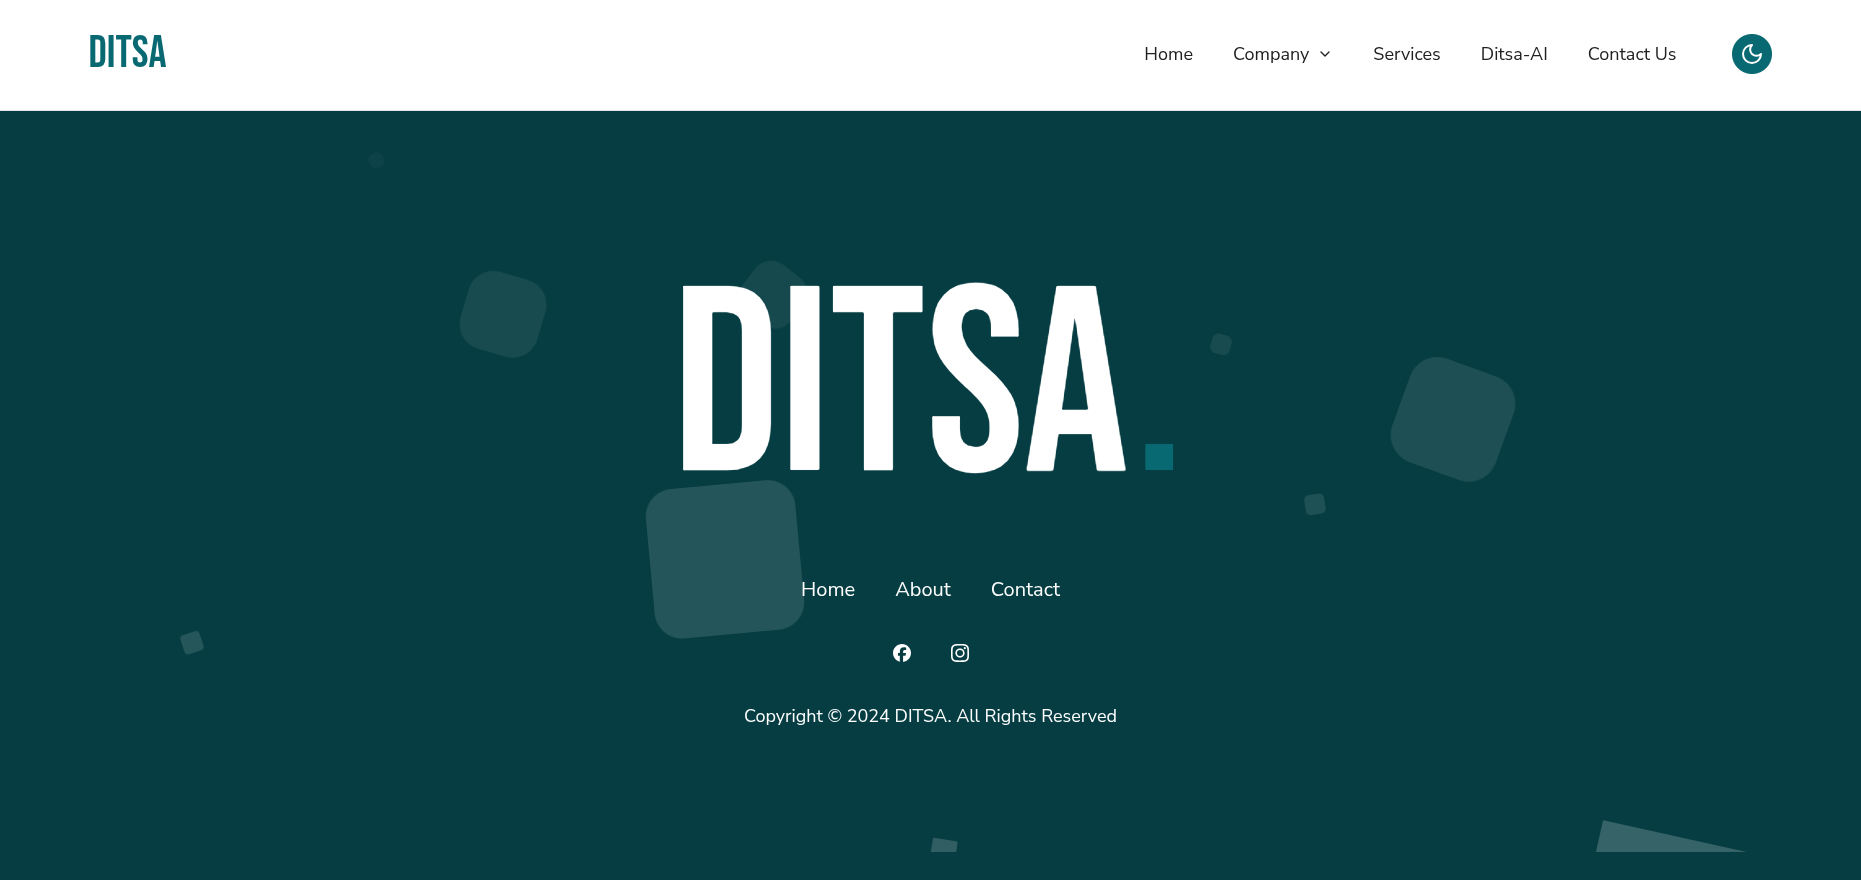 DITSA
Home Company Services Ditsa-AI Contact Us
DITSA.
Home About Contact
Copyright © 2024 DITSA. All Rights Reserved